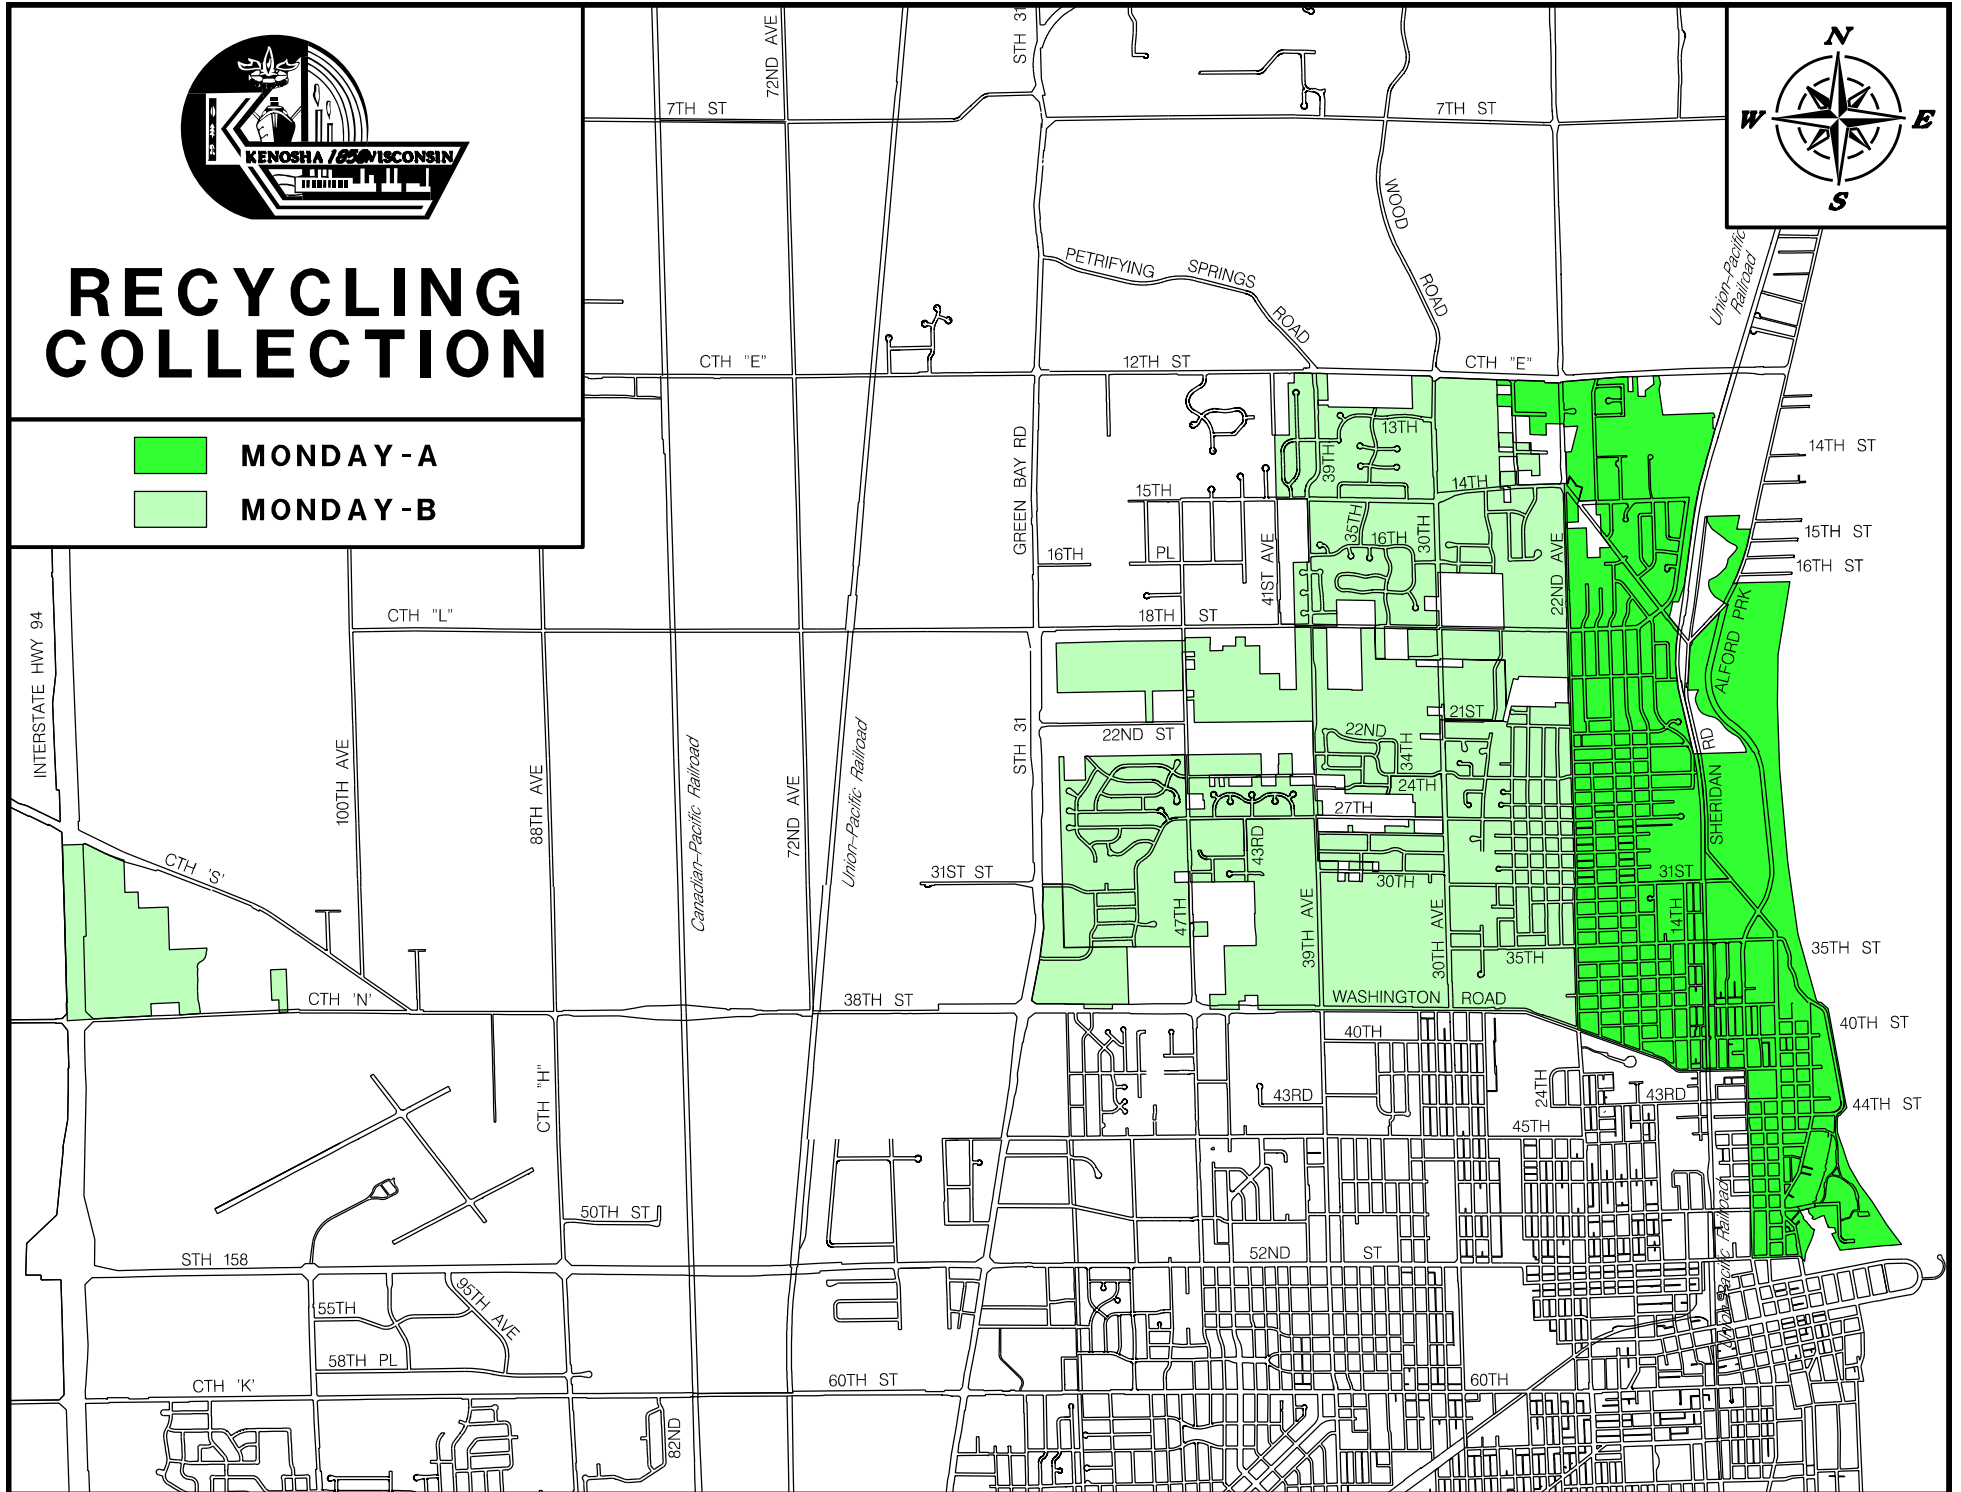 KENOSHA 1850 WISCONSIN
RECYCLING
COLLECTION
MONDAY-A
MONDAY-B
N
W
E
S
72ND AVE
STH 31
7TH ST
7TH ST
WOOD
ROAD
PETRIFYING
SPRINGS
ROAD
Union-Pacific
Railroad
CTH "E"
12TH ST
CTH "E"
GREEN BAY RD
13TH
39TH
14TH ST
14TH
15TH
35TH
16TH
30TH
15TH ST
16TH
PL
41ST AVE
22ND AVE
16TH ST
CTH "L"
18TH
ST
ALFORD PRK
INTERSTATE HWY 94
100TH AVE
88TH AVE
Canadian-Pacific Railroad
72ND AVE
Union-Pacific Railroad
STH 31
22ND ST
21ST
22ND
34TH
24TH
27TH
RD
SHERIDAN
CTH 'S'
31ST ST
43RD
30TH
31ST
14TH
47TH
39TH AVE
30TH AVE
35TH
35TH ST
CTH 'N'
38TH ST
WASHINGTON
ROAD
40TH
40TH ST
CTH "H"
43RD
24TH
43RD
44TH ST
45TH
50TH ST
STH 158
52ND
ST
Union-Pacific Railroad
Union-Pacific Railroad
55TH
95TH AVE
58TH PL
CTH 'K'
60TH ST
60TH
82ND